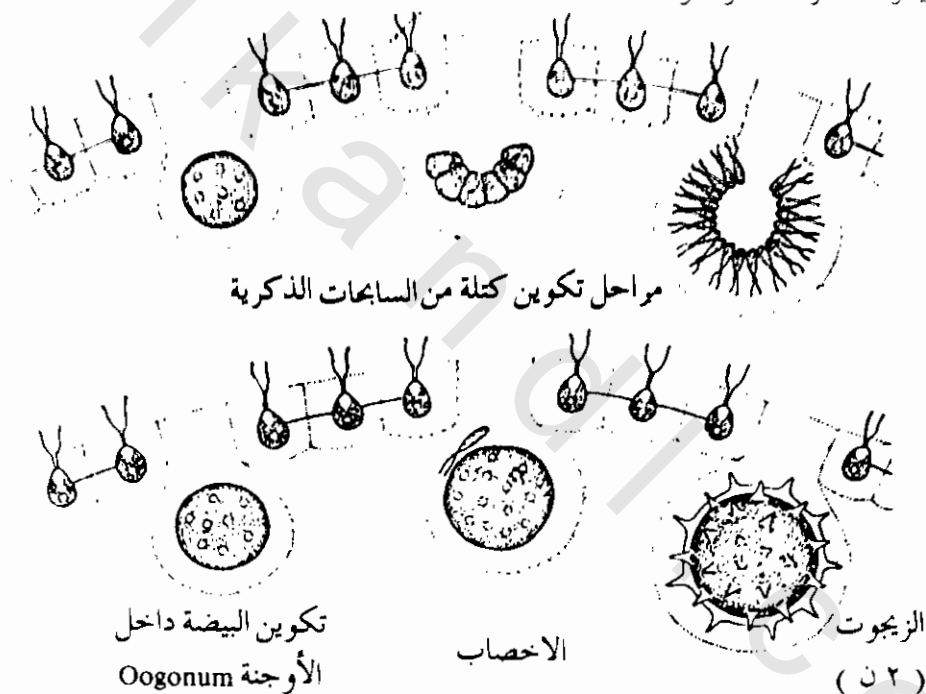 مراحل تكوين كتلة من السابحات الذكرية
تكوين البيضة داخل
الأوجنة Oogonum
الاخصاب
الزيجوت
( ٢ ن )